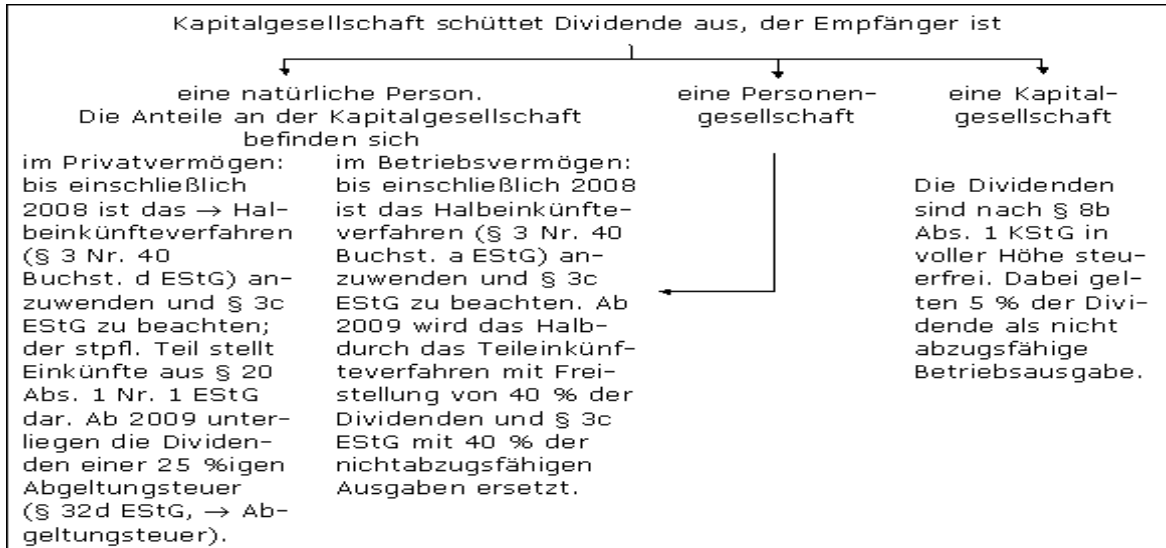 Kapitalgesellschaft schüttet Dividende aus, der Empfänger ist
eine natürliche Person.
Die Anteile an der Kapitalgesellschaft
befinden sich
im Privatvermögen:
bis einschließlich
2008 ist das → Hal-
beinkünfteverfahren
(§ 3 Nr. 40
Buchst. d EStG) an-
zuwenden und § 3c
EStG zu beachten;
der stpfl. Teil stellt
Einkünfte aus § 20
Abs. 1 Nr. 1 EStG
dar. Ab 2009 unter-
liegen die Dividen-
den einer 25 %igen
Abgeltungsteuer
(§ 32d EStG, → Ab-
geltungsteuer).
im Betriebsvermögen:
bis einschließlich 2008
ist das Halbeinkünfte-
verfahren (§ 3 Nr. 40
Buchst. a EStG) an-
zuwenden und § 3c
EStG zu beachten. Ab
2009 wird das Halb-
durch das Teileinkünf-
teverfahren mit Frei-
stellung von 40 % der
Dividenden und § 3c
EStG mit 40 % der
nichtabzugsfähigen
Ausgaben ersetzt.
eine Personen-
gesellschaft
eine Kapital-
gesellschaft
Die Dividenden
sind nach § 8b
Abs. 1 KStG in
voller Höhe steu-
erfrei. Dabei gel-
ten 5 % der Divi-
dende als nicht
abzugsfähige
Betriebsausgabe.